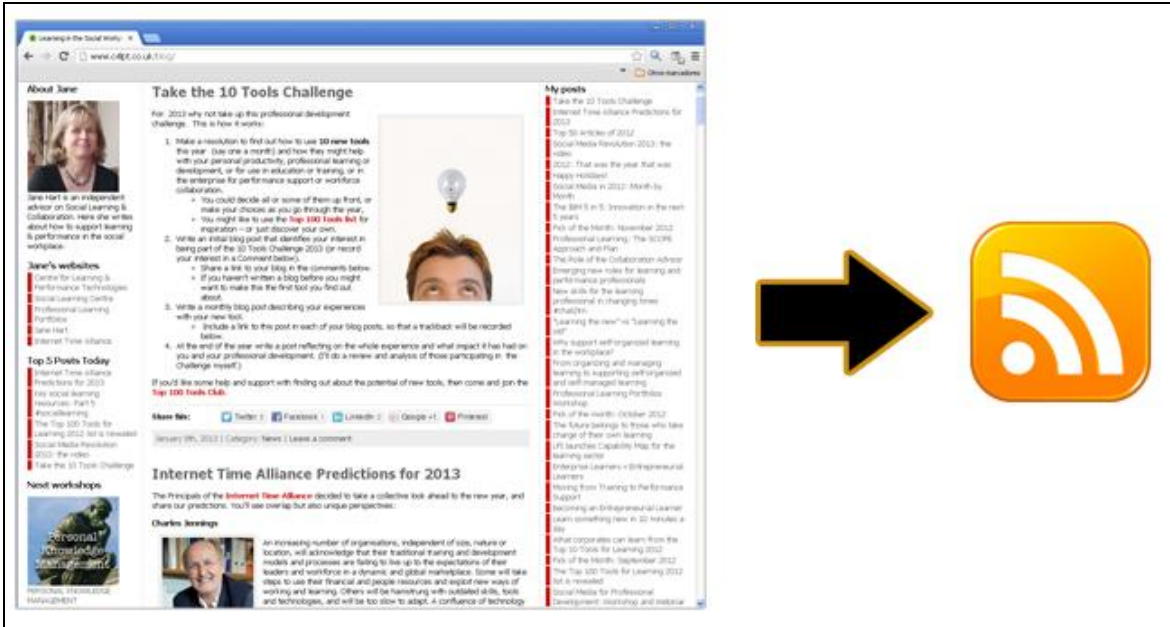 Learning in the Social Workp
www.c4lpt.co.uk/blog/
Otros marcadores
About Jane
Jane Hart is an independent
advisor on Social Learning &
Collaboration. Here she writes
about how to support learning
& performance in the social
workplace.
Jane's websites
Centre for Learning &
Performance Technologies
Social Learning Centre
Professional Learning
Portfolios
Jane Hart
Internet Time Alliance
Top 5 Posts Today
Internet Time Alliance
Predictions for 2013
Key social learning
resources: Part 5
#sociallearning
The Top 100 Tools for
Learning 2012 list is revealed
Social Media Revolution
2013: the video
Take the 10 Tools Challenge
Next workshops
Personal
Knowledge
Management
PERSONAL KNOWLEDGE
MANAGEMENT
Take the 10 Tools Challenge
For 2013 why not take up this professional development
challenge. This is how it works:
1. Make a resolution to find out how to use 10 new tools
this year (say one a month) and how they might help
with your personal productivity, professional learning or
development, or for use in education or training, or in
the enterprise for performance support or workforce
collaboration.
You could decide all or some of them up front, or
make your choices as you go through the year,
You might like to use the Top 100 Tools list for
inspiration – or just discover your own.
2. Write an initial blog post that identifies your interest in
being part of the 10 Tools Challenge 2013 (or record
your interest in a Comment below).
Share a link to your blog in the comments below.
If you haven't written a blog before you might
want to make this the first tool you find out
about.
3. Write a monthly blog post describing your experiences
with your new tool.
Include a link to this post in each of your blog posts, so that a trackback will be recorded
below.
4. At the end of the year write a post reflecting on the whole experience and what impact it has had on
you and your professional development. (I'll do a review and analysis of those participating in the
Challenge myself.)
If you'd like some help and support with finding out about the potential of new tools, then come and join the
Top 100 Tools Club.
Share this: Twitter Facebook LinkedIn Google +1 Pinterest
January 9th, 2013 | Category: News | Leave a comment
Internet Time Alliance Predictions for 2013
The Principals of the Internet Time Alliance decided to take a collective look ahead to the new year, and
share our predictions. You'll see overlap but also unique perspectives:
Charles Jennings
An increasing number of organisations, independent of size, nature or
location, will acknowledge that their traditional training and development
models and processes are failing to live up to the expectations of their
leaders and workforce in a dynamic and global marketplace. Some will take
steps to use their financial and people resources and exploit new ways of
working and learning. Others will be hamstrung with outdated skills, tools
and technologies, and will be too slow to adapt. A confluence of technology
My posts
Take the 10 Tools Challenge
Internet Time Alliance Predictions for
2013
Top 50 Articles of 2012
Social Media Revolution 2013: the
video
2012: That was the year that was
Happy Holidays!
Social Media in 2012: Month by
Month
The IBM 5 in 5: Innovation in the next
5 years
Pick of the Month: November 2012
Professional Learning: The SCOPE
Approach and Plan
The Role of the Collaboration Advisor
Emerging new roles for learning and
performance professionals
New skills for the learning
professional in changing times
#chat2lrn
"Learning the new" vs "Learning the
old"
Why support self-organized learning
in the workplace?
From organizing and managing
learning to supporting self-organized
and self-managed learning
Professional Learning Portfolios
Workshop
Pick of the month: October 2012
The future belongs to those who take
charge of their own learning
LPI launches Capability Map for the
learning sector
Enterprise Learners = Entrepreneurial
Learners
Moving from Training to Performance
Support
Becoming an Entrepreneurial Learner
Learn something new in 10 minutes a
day
What corporates can learn from the
Top 10 Tools for Learning 2012
Pick of the Month: September 2012
The Top 100 Tools for Learning 2012
list is revealed
Social Media for Professional
Development: Workshop and Webinar